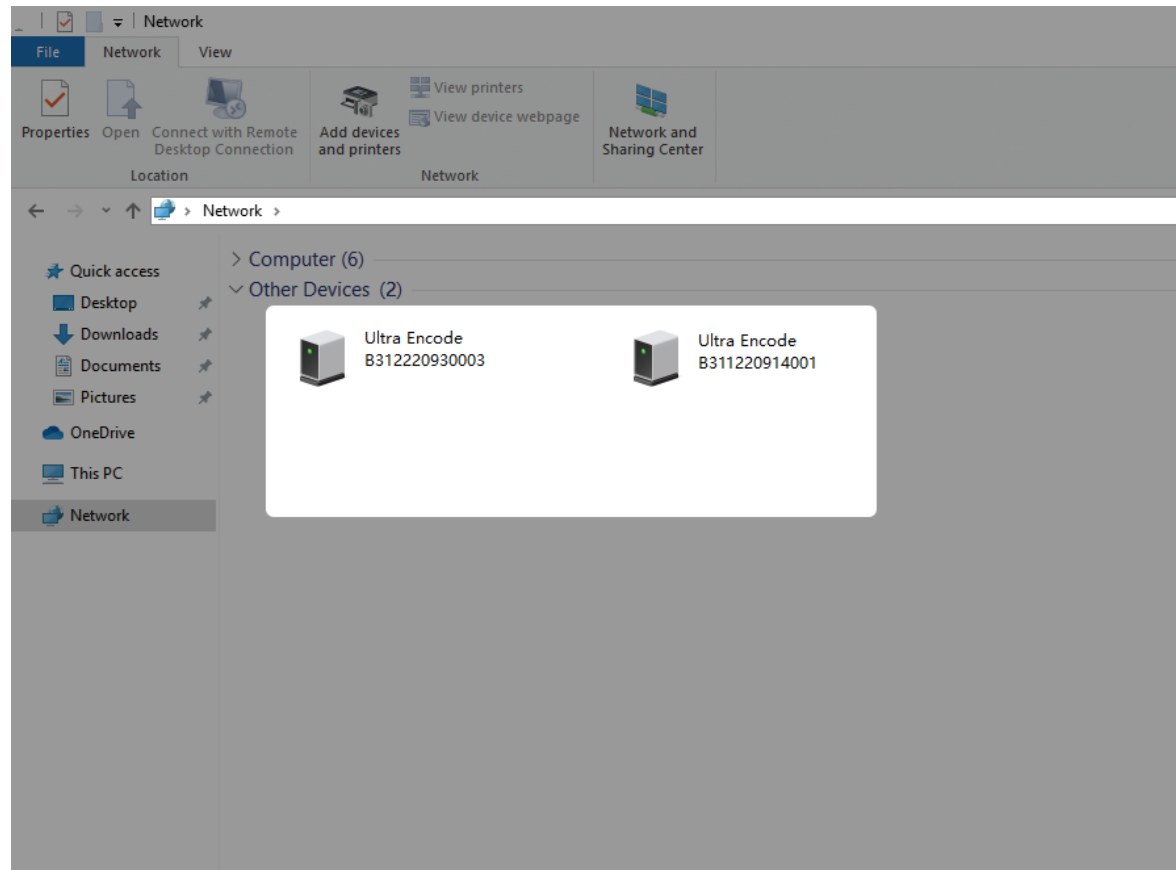 Network
File Network View
Properties Open Connect with Remote Desktop Connection
Location
Add devices and printers
View printers
View device webpage
Network
Network and Sharing Center
Network
Quick access
Desktop
Downloads
Documents
Pictures
OneDrive
This PC
Network
Computer (6)
Other Devices (2)
Ultra Encode
B312220930003
Ultra Encode
B311220914001